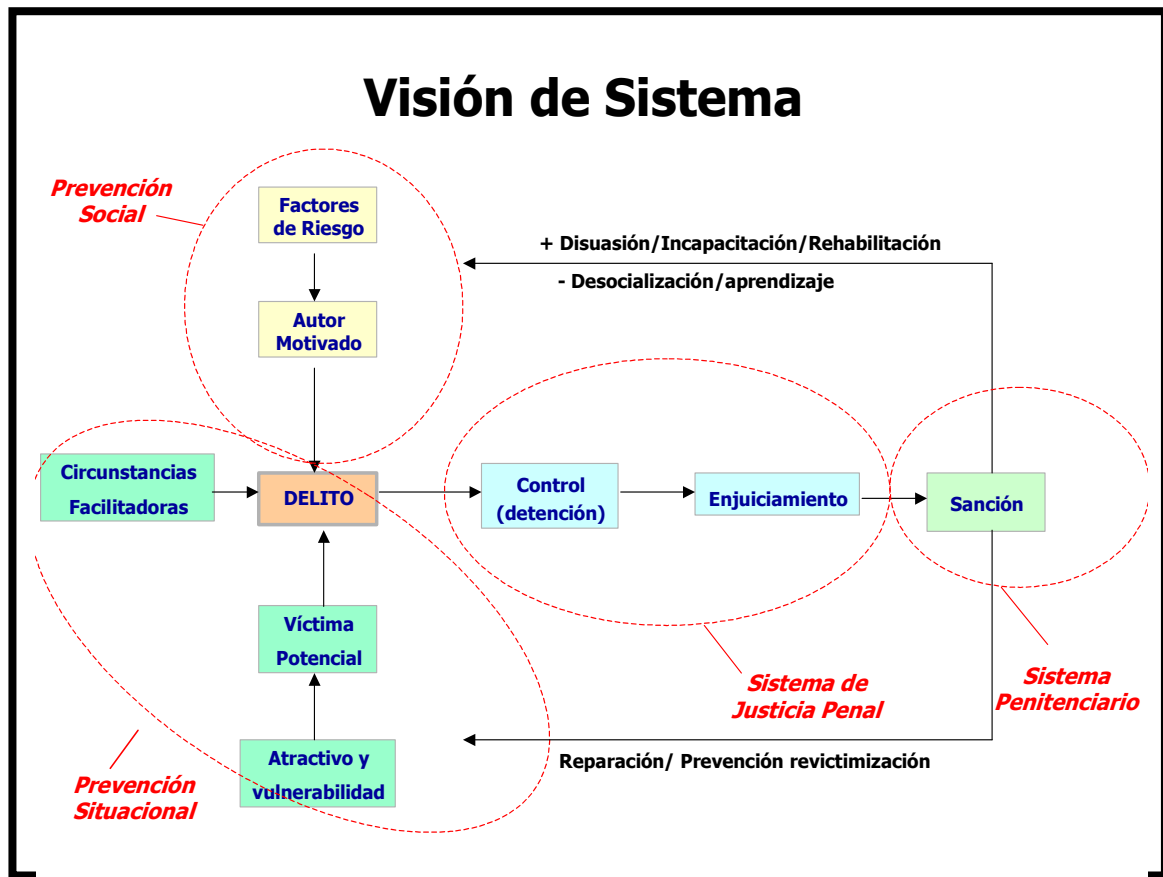 Visión de Sistema
Prevención
Social
Factores
de Riesgo
+ Disuasión/Incapacitación/Rehabilitación
- Desocialización/aprendizaje
Autor
Motivado
Circunstancias
Facilitadoras
DELITO
Control
(detención)
Enjuiciamiento
Sanción
Víctima
Potencial
Sistema de
Justicia Penal
Sistema
Penitenciario
Atractivo y
vulnerabilidad
Reparación/ Prevención revictimización
Prevención
Situacional